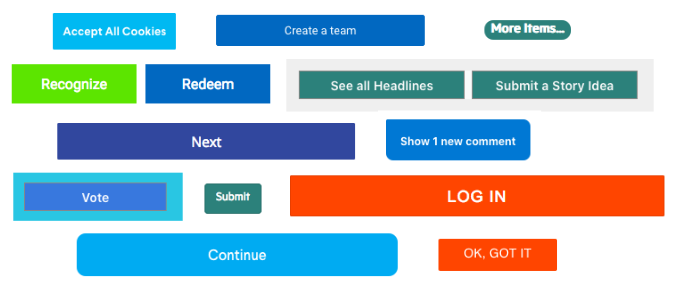 Accept All Cookies
Create a team
More Items...
Recognize
Redeem
See all Headlines
Submit a Story Idea
Next
Show 1 new comment
Vote
Submit
LOG IN
Continue
OK, GOT IT